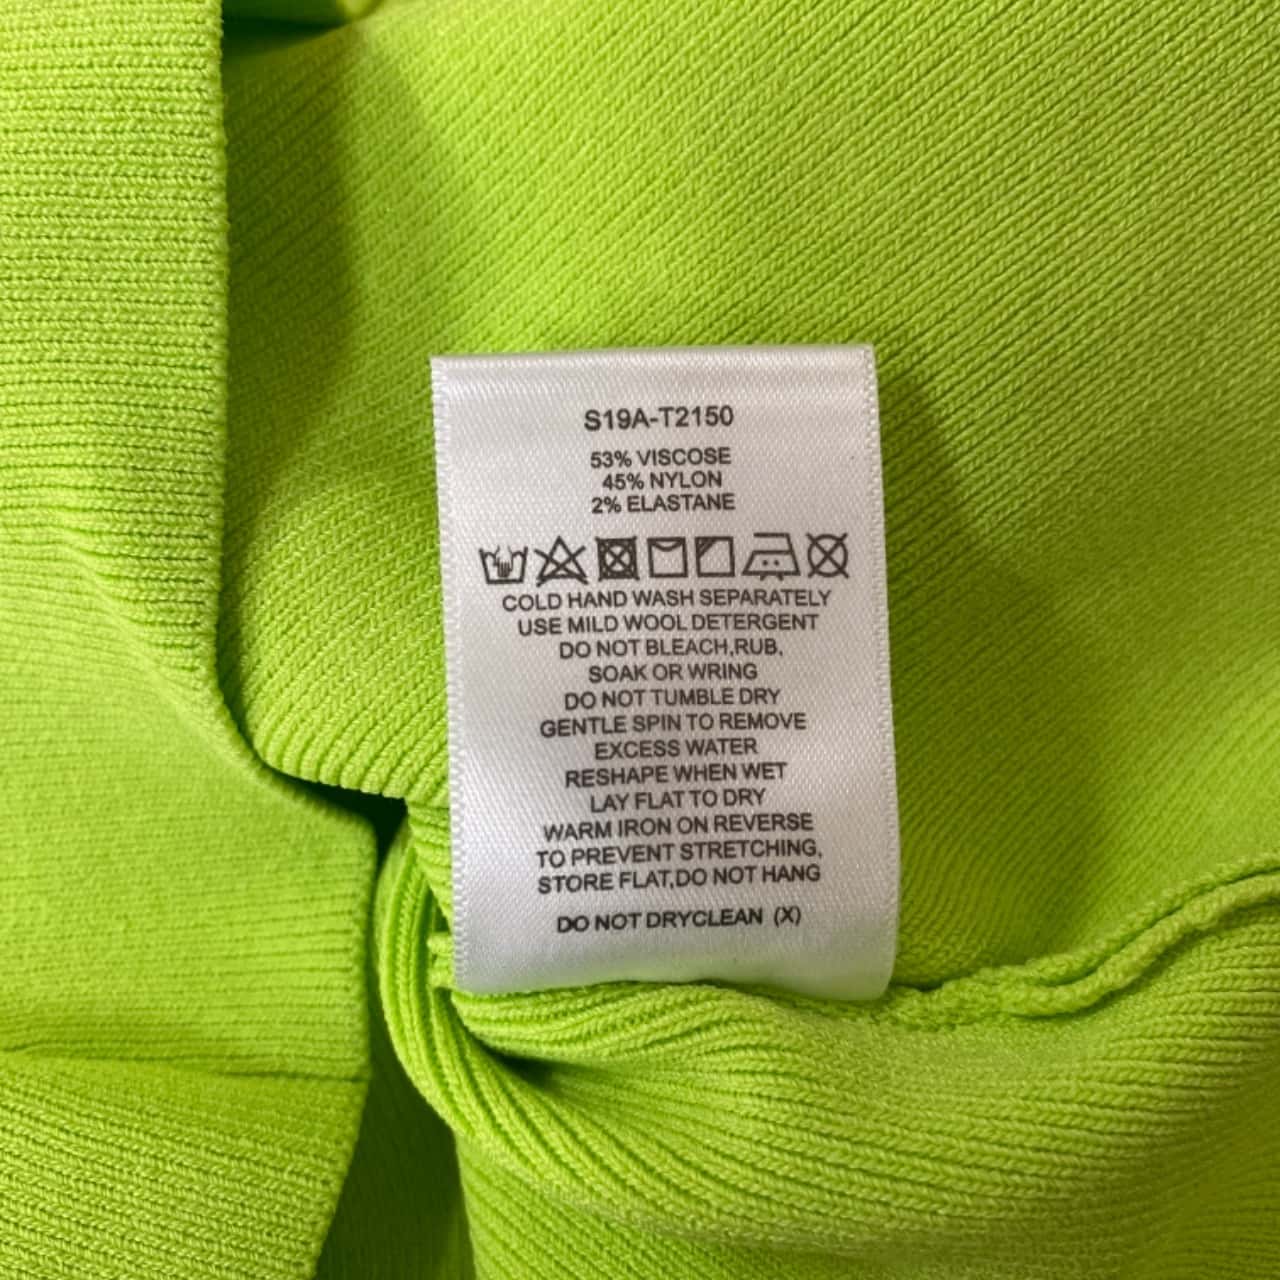 S19A-T2150
53% VISCOSE
45% NYLON
2% ELASTANE
COLD HAND WASH SEPARATELY
USE MILD WOOL DETERGENT
DO NOT BLEACH,RUB,
SOAK OR WRING
DO NOT TUMBLE DRY
GENTLE SPIN TO REMOVE
EXCESS WATER
RESHAPE WHEN WET
LAY FLAT TO DRY
WARM IRON ON REVERSE
TO PREVENT STRETCHING,
STORE FLAT,DO NOT HANG
DO NOT DRYCLEAN (X)